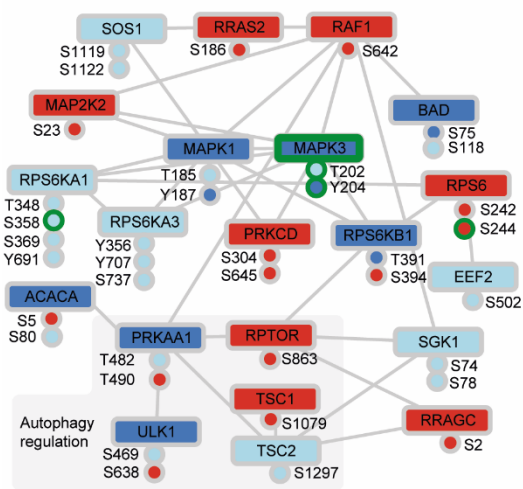 SOS1
S1119
S1122
RRAS2
S186
RAF1
S642
MAP2K2
S23
BAD
S75
S118
MAPK1
T185
Y187
MAPK3
T202
Y204
RPS6KA1
T348
S358
S369
Y691
RPS6KA3
Y356
Y707
S737
PRKCD
S304
S645
RPS6KB1
T391
S394
RPS6
S242
S244
EEF2
S502
ACACA
S5
S80
PRKAA1
T482
T490
RPTOR
S863
SGK1
S74
S78
Autophagy
regulation
ULK1
S469
S638
TSC1
S1079
TSC2
S1297
RRAGC
S2